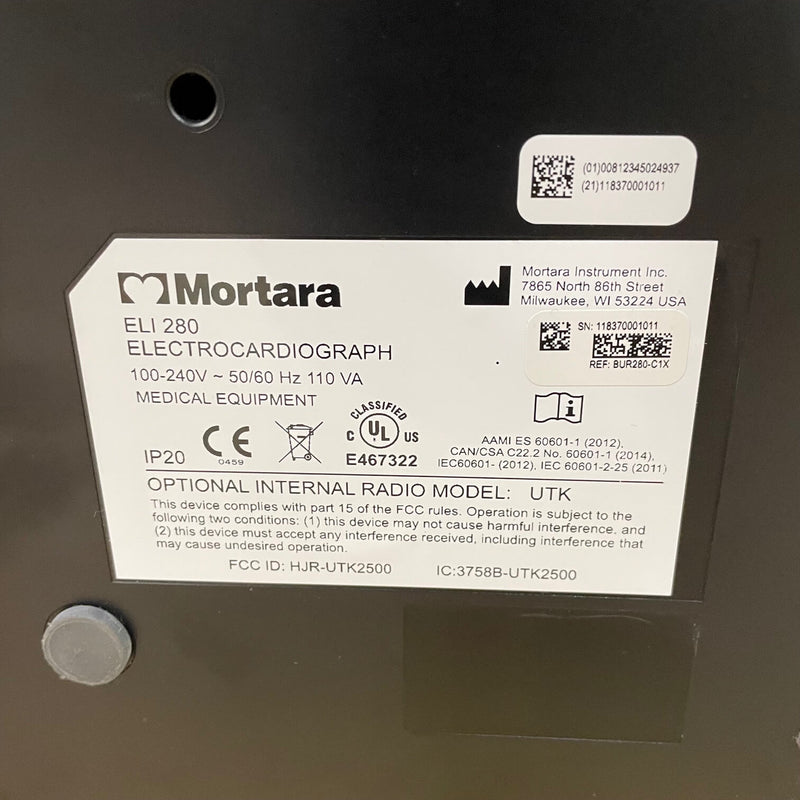 (01)00812345024937
(21)118370001011
Mortara
ELI 280
ELECTROCARDIOGRAPH
100-240V ~ 50/60 Hz 110 VA
MEDICAL EQUIPMENT
Mortara Instrument Inc.
7865 North 86th Street
Milwaukee, WI 53224 USA
SN: 118370001011
REF: BUR280-C1X
IP20
CE
0459
CLASSIFIED
C UL US
E467322
i
AAMI ES 60601-1 (2012),
CAN/CSA C22.2 No. 60601-1 (2014),
IEC60601- (2012), IEC 60601-2-25 (2011)
OPTIONAL INTERNAL RADIO MODEL: UTK
This device complies with part 15 of the FCC rules. Operation is subject to the
following two conditions: (1) this device may not cause harmful interference, and
(2) this device must accept any interference received, including interference that
may cause undesired operation.
FCC ID: HJR-UTK2500 IC:3758B-UTK2500